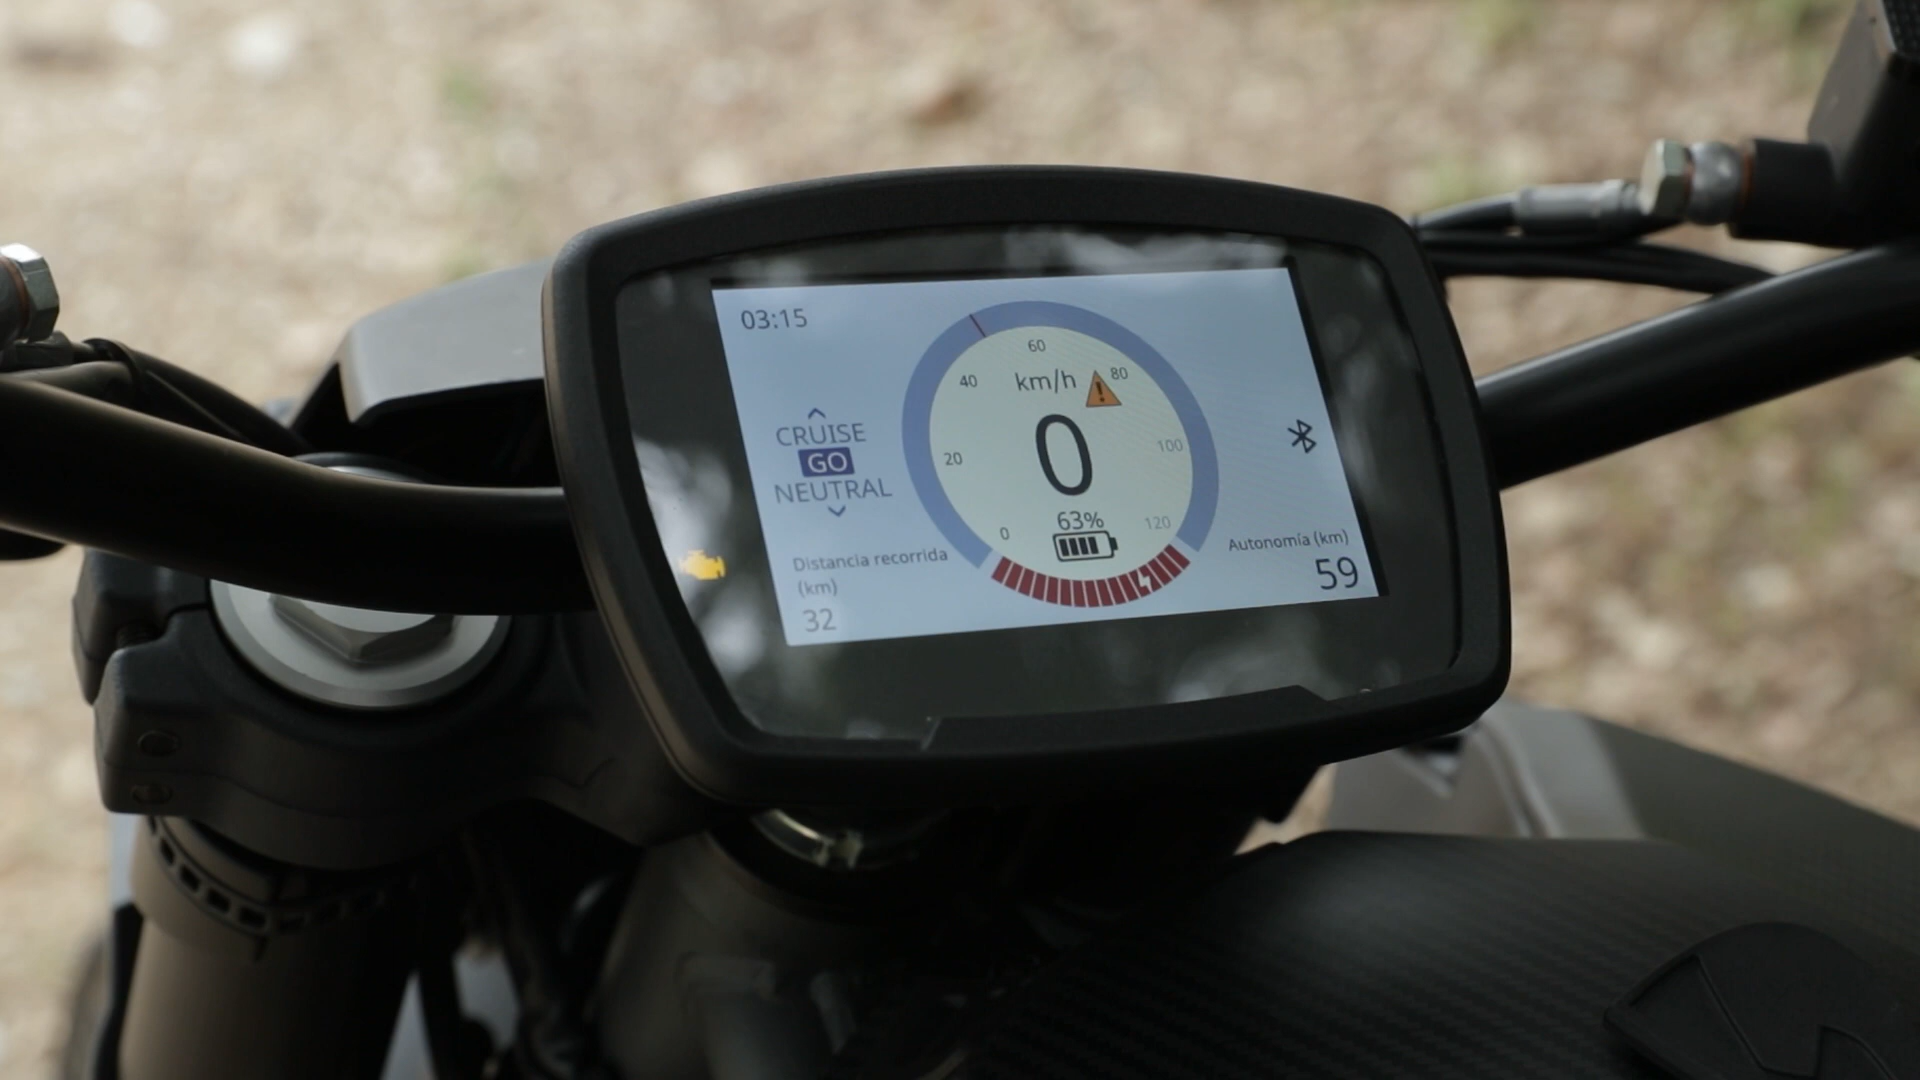 03:15
60
40
km/h
80
CRUISE
GO
NEUTRAL
0
20
100
63%
0
120
Distancia recorrida
(km)
32
Autonomía (km)
59